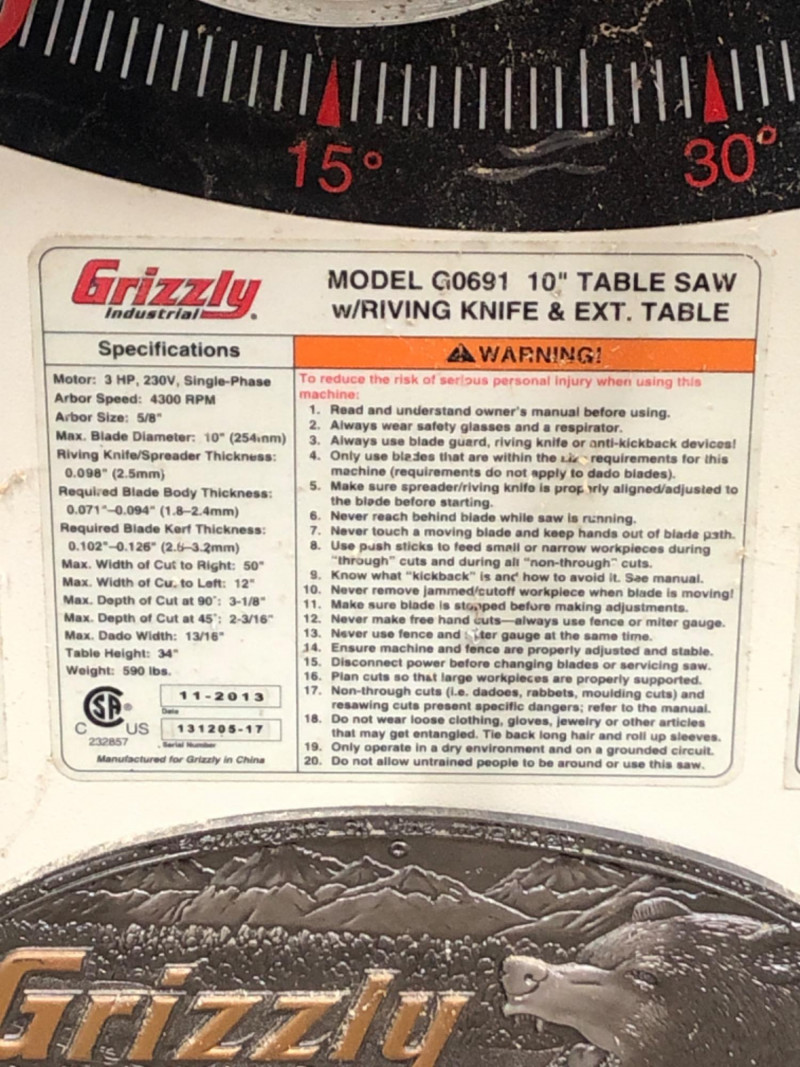 15°
30°
Grizzly
Industrial
MODEL G0691 10" TABLE SAW
w/RIVING KNIFE & EXT. TABLE
Specifications
WARNING!
Motor: 3 HP, 230V, Single-Phase
Arbor Speed: 4300 RPM
Arbor Size: 5/8"
Max. Blade Diameter: 10" (254mm)
Riving Knife/Spreader Thickness:
0.098" (2.5mm)
Required Blade Body Thickness:
0.071"–0.094" (1.8–2.4mm)
Required Blade Kerf Thickness:
0.102"–0.126" (2.6–3.2mm)
Max. Width of Cut to Right: 50"
Max. Width of Cut to Left: 12"
Max. Depth of Cut at 90°: 3-1/8"
Max. Depth of Cut at 45°: 2-3/16"
Max. Dado Width: 13/16"
Table Height: 34"
Weight: 590 lbs.
SA ®
C US
232857
11-2013
Date
131205-17
Serial Number
Manufactured for Grizzly in China
To reduce the risk of serious personal injury when using this
machine:
1. Read and understand owner's manual before using.
2. Always wear safety glasses and a respirator.
3. Always use blade guard, riving knife or anti-kickback devices!
4. Only use blades that are within the size requirements for this
machine (requirements do not apply to dado blades).
5. Make sure spreader/riving knife is properly aligned/adjusted to
the blade before starting.
6. Never reach behind blade while saw is running.
7. Never touch a moving blade and keep hands out of blade path.
8. Use push sticks to feed small or narrow workpieces during
"through" cuts and during all "non-through" cuts.
9. Know what "kickback" is and how to avoid it. See manual.
10. Never remove jammed/cutoff workpiece when blade is moving!
11. Make sure blade is stopped before making adjustments.
12. Never make free hand cuts—always use fence or miter gauge.
13. Never use fence and miter gauge at the same time.
14. Ensure machine and fence are properly adjusted and stable.
15. Disconnect power before changing blades or servicing saw.
16. Plan cuts so that large workpieces are properly supported.
17. Non-through cuts (i.e. dadoes, rabbets, moulding cuts) and
resawing cuts present specific dangers; refer to the manual.
18. Do not wear loose clothing, gloves, jewelry or other articles
that may get entangled. Tie back long hair and roll up sleeves.
19. Only operate in a dry environment and on a grounded circuit.
20. Do not allow untrained people to be around or use this saw.
Grizzly